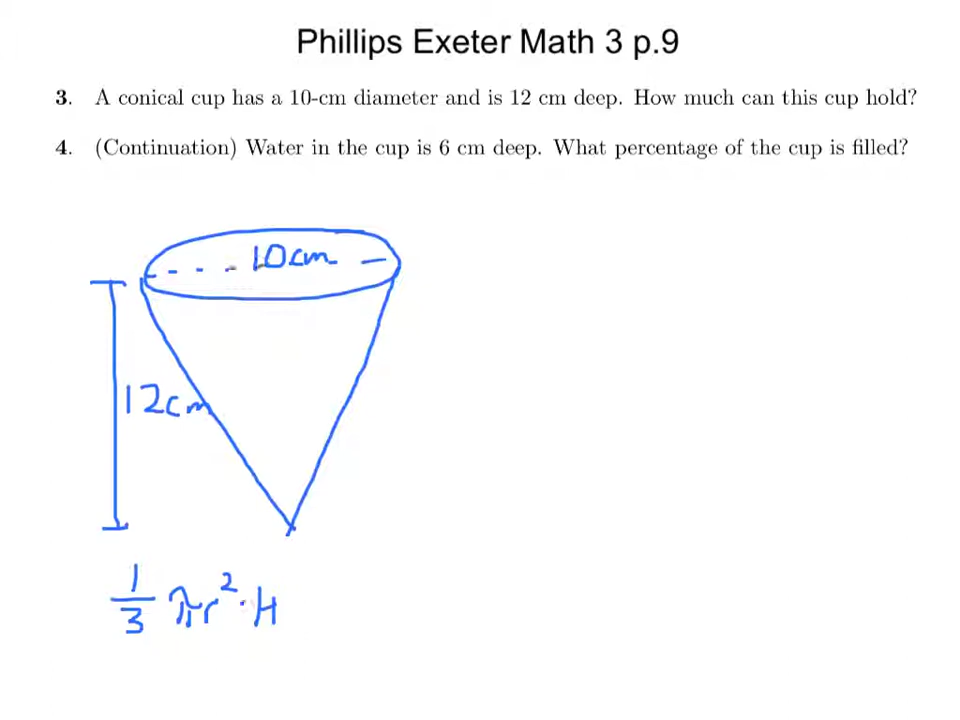 Phillips Exeter Math 3 p.9
3. A conical cup has a 10-cm diameter and is 12 cm deep. How much can this cup hold?
4. (Continuation) Water in the cup is 6 cm deep. What percentage of the cup is filled?
10cm
12cm
1/3 πr²·H